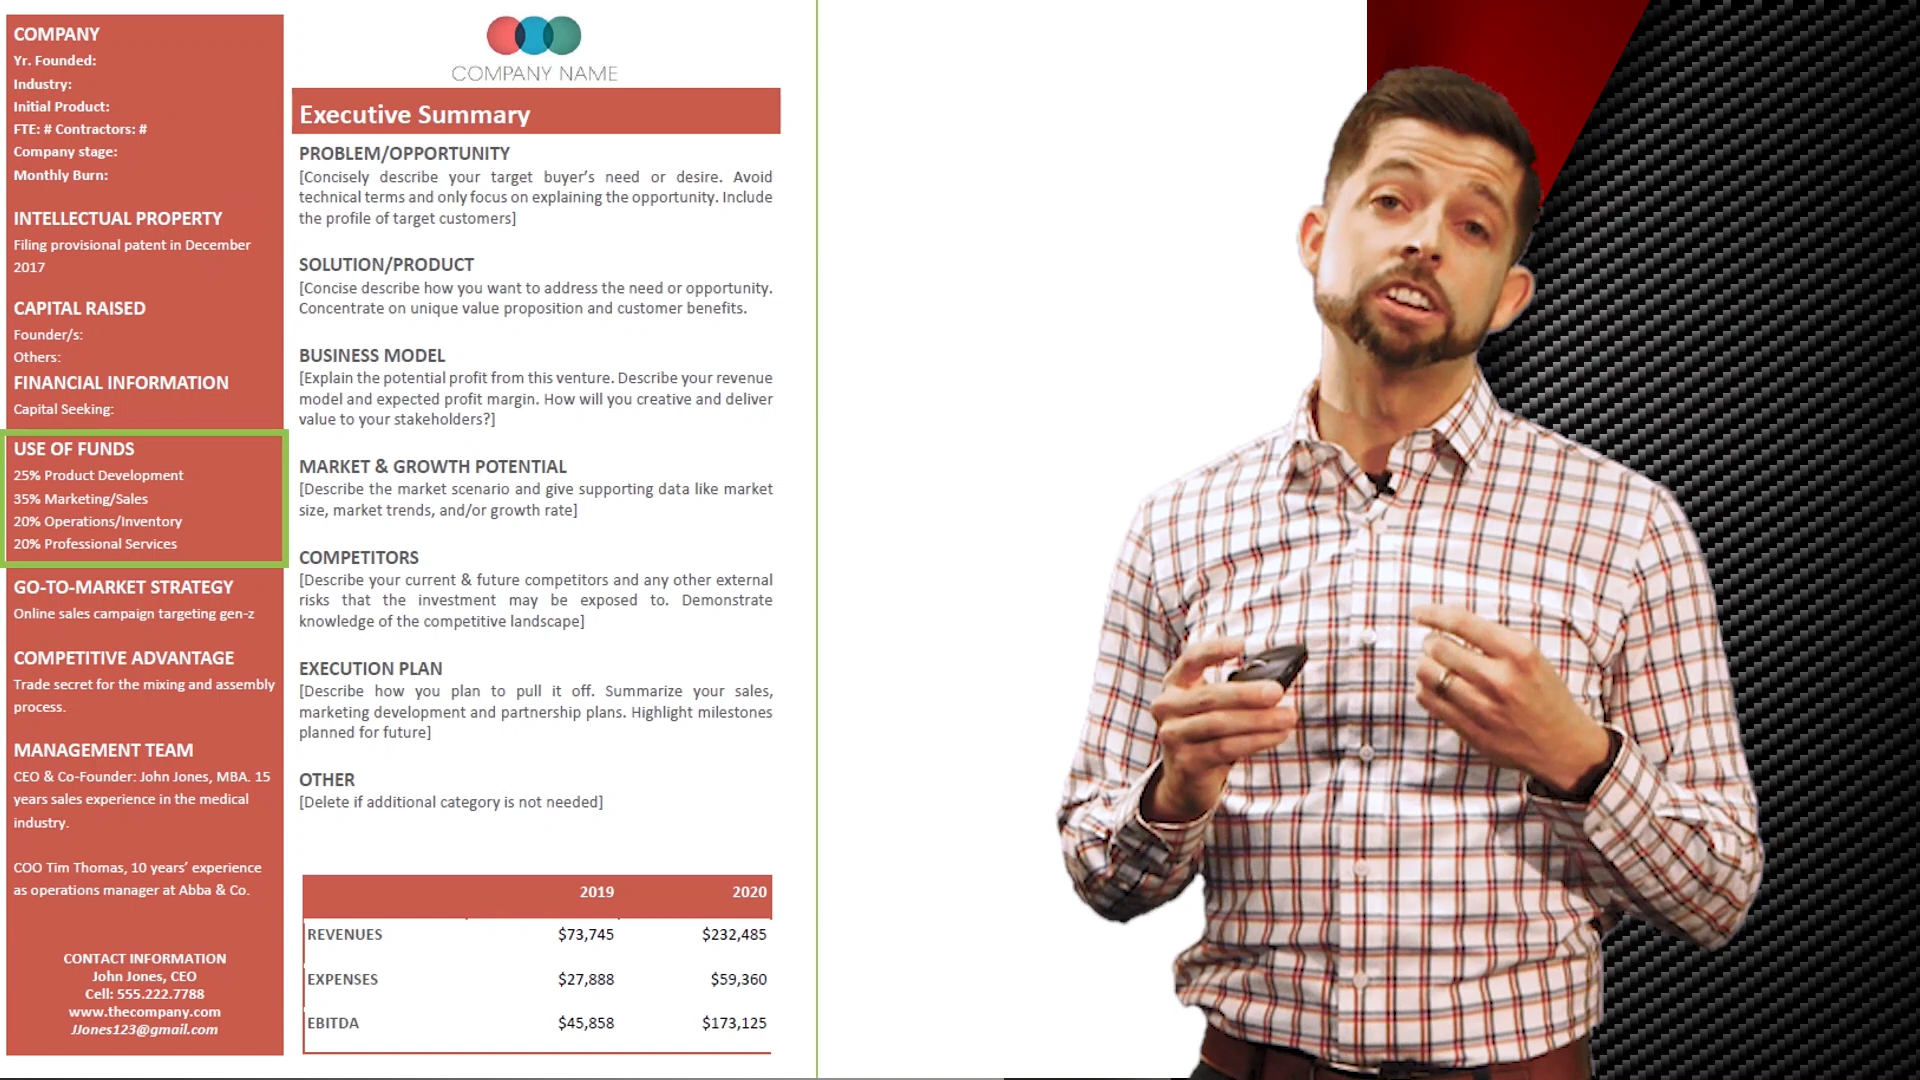 COMPANY
Yr. Founded:
Industry:
Initial Product:
FTE: # Contractors: #
Company stage:
Monthly Burn:
INTELLECTUAL PROPERTY
Filing provisional patent in December
2017
CAPITAL RAISED
Founder/s:
Others:
FINANCIAL INFORMATION
Capital Seeking:
USE OF FUNDS
25% Product Development
35% Marketing/Sales
20% Operations/Inventory
20% Professional Services
GO-TO-MARKET STRATEGY
Online sales campaign targeting gen-z
COMPETITIVE ADVANTAGE
Trade secret for the mixing and assembly
process.
MANAGEMENT TEAM
CEO & Co-Founder: John Jones, MBA. 15
years sales experience in the medical
industry.
COO Tim Thomas, 10 years’ experience
as operations manager at Abba & Co.
CONTACT INFORMATION
John Jones, CEO
Cell: 555.222.7788
www.thecompany.com
JJones123@gmail.com
COMPANY NAME
Executive Summary
PROBLEM/OPPORTUNITY
[Concisely describe your target buyer’s need or desire. Avoid
technical terms and only focus on explaining the opportunity. Include
the profile of target customers]
SOLUTION/PRODUCT
[Concise describe how you want to address the need or opportunity.
Concentrate on unique value proposition and customer benefits.
BUSINESS MODEL
[Explain the potential profit from this venture. Describe your revenue
model and expected profit margin. How will you creative and deliver
value to your stakeholders?]
MARKET & GROWTH POTENTIAL
[Describe the market scenario and give supporting data like market
size, market trends, and/or growth rate]
COMPETITORS
[Describe your current & future competitors and any other external
risks that the investment may be exposed to. Demonstrate
knowledge of the competitive landscape]
EXECUTION PLAN
[Describe how you plan to pull it off. Summarize your sales,
marketing development and partnership plans. Highlight milestones
planned for future]
OTHER
[Delete if additional category is not needed]
2019 2020
REVENUES $73,745 $232,485
EXPENSES $27,888 $59,360
EBITDA $45,858 $173,125